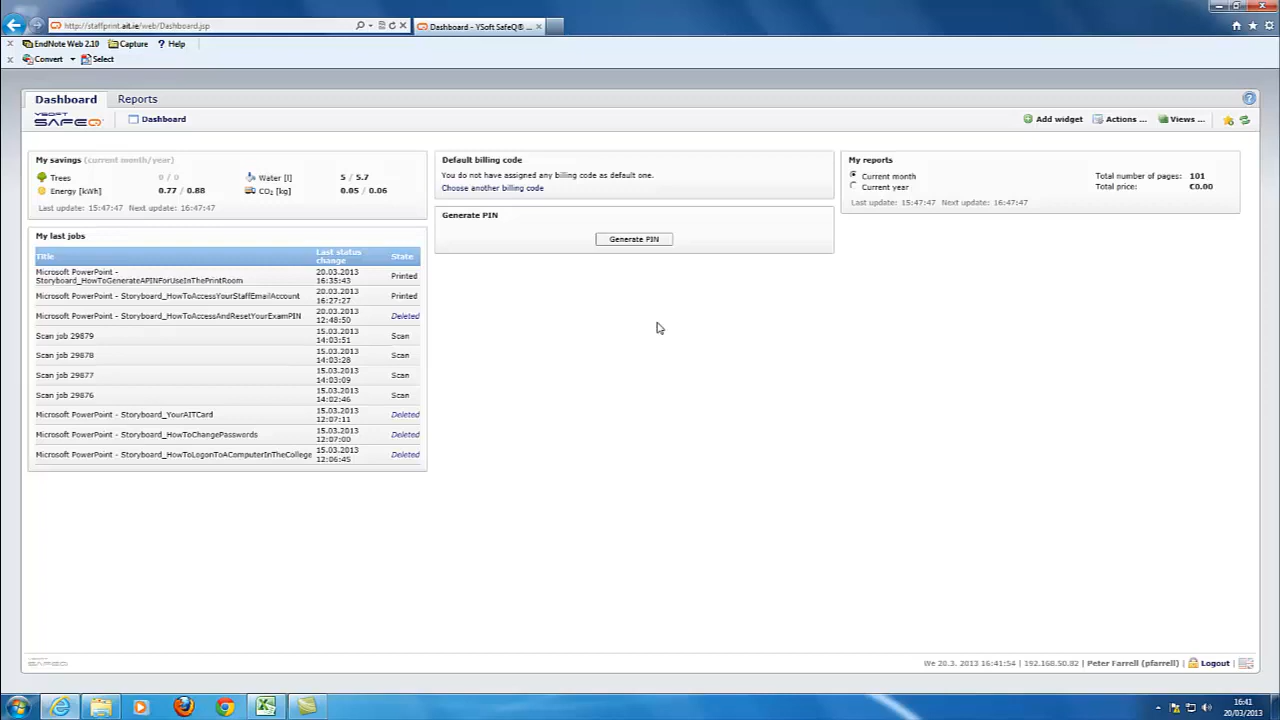 http://staffprint.ait.ie/web/Dashboard.jsp
Dashboard - YSoft SafeQ® ...
EndNote Web 2.10 Capture ? Help
Convert Select
Dashboard Reports
YSOFT
SAFEQ
Dashboard
Add widget Actions ... Views ...
My savings (current month/year)
Trees 0 / 0 Water [l] 5 / 5.7
Energy [kWh] 0.77 / 0.88 CO₂ [kg] 0.05 / 0.06
Last update: 15:47:47 Next update: 16:47:47
My last jobs
Title Last status change State
Microsoft PowerPoint - Storyboard_HowToGenerateAPINForUseInThePrintRoom 20.03.2013 16:35:43 Printed
Microsoft PowerPoint - Storyboard_HowToAccessYourStaffEmailAccount 20.03.2013 16:27:27 Printed
Microsoft PowerPoint - Storyboard_HowToAccessAndResetYourExamPIN 20.03.2013 12:48:50 Deleted
Scan job 29879 15.03.2013 14:03:51 Scan
Scan job 29878 15.03.2013 14:03:28 Scan
Scan job 29877 15.03.2013 14:03:09 Scan
Scan job 29876 15.03.2013 14:02:46 Scan
Microsoft PowerPoint - Storyboard_YourAITCard 15.03.2013 12:07:11 Deleted
Microsoft PowerPoint - Storyboard_HowToChangePasswords 15.03.2013 12:07:00 Deleted
Microsoft PowerPoint - Storyboard_HowToLogonToAComputerInTheCollege 15.03.2013 12:06:45 Deleted
Default billing code
You do not have assigned any billing code as default one.
Choose another billing code
Generate PIN
Generate PIN
My reports
Current month Total number of pages: 101
Current year Total price: €0.00
Last update: 15:47:47 Next update: 16:47:47
SAFEQ
We 20.3. 2013 16:41:54 | 192.168.50.82 | Peter Farrell (pfarrell) | Logout
16:41
20/03/2013